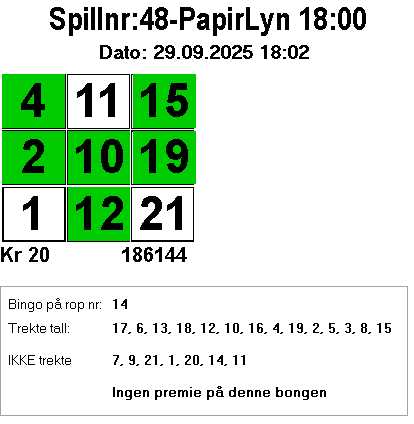 Spillnr:48-PapirLyn 18:00
Dato: 29.09.2025 18:02
4 11 15
2 10 19
1 12 21
Kr 20 186144
Bingo på rop nr: 14
Trekte tall: 17, 6, 13, 18, 12, 10, 16, 4, 19, 2, 5, 3, 8, 15
IKKE trekte 7, 9, 21, 1, 20, 14, 11
Ingen premie på denne bongen